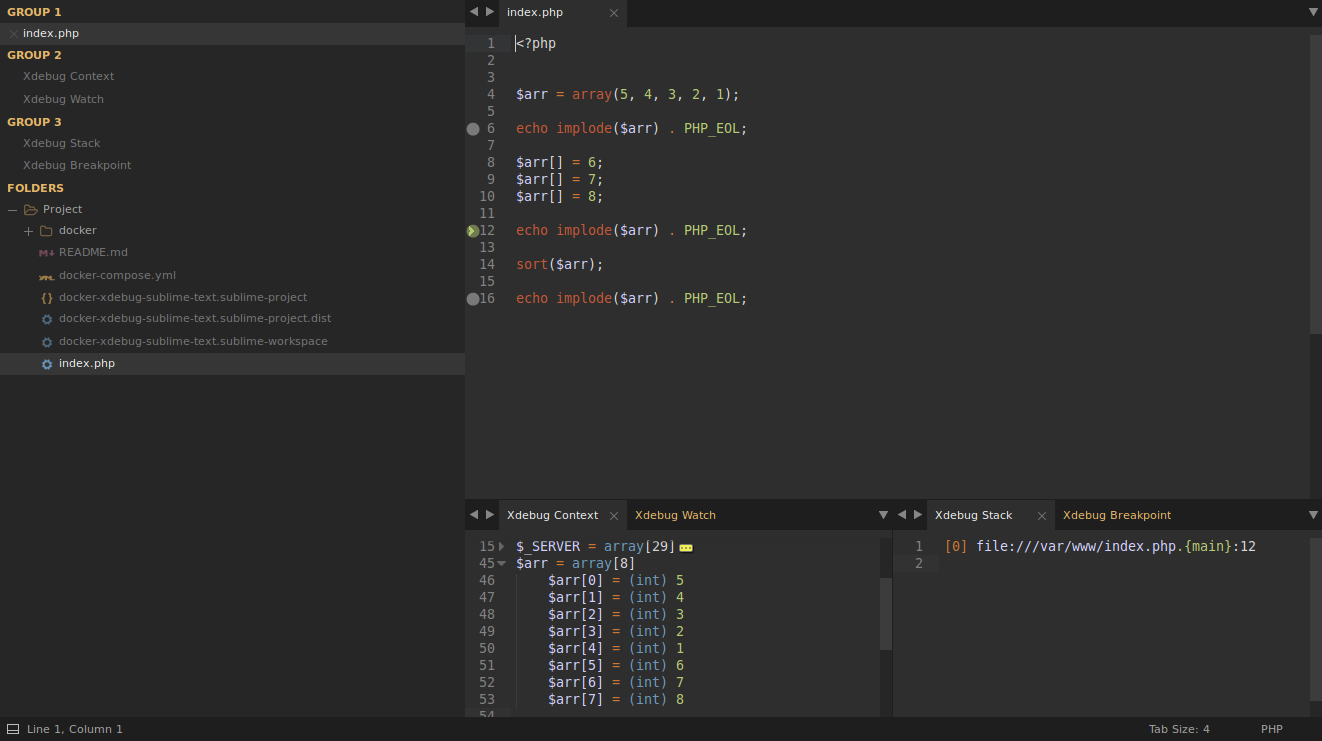 GROUP 1
index.php
GROUP 2
Xdebug Context
Xdebug Watch
GROUP 3
Xdebug Stack
Xdebug Breakpoint
FOLDERS
Project
docker
README.md
docker-compose.yml
docker-xdebug-sublime-text.sublime-project
docker-xdebug-sublime-text.sublime-project.dist
docker-xdebug-sublime-text.sublime-workspace
index.php
index.php
1 <?php
2
3
4 $arr = array(5, 4, 3, 2, 1);
5
6 echo implode($arr) . PHP_EOL;
7
8 $arr[] = 6;
9 $arr[] = 7;
10 $arr[] = 8;
11
12 echo implode($arr) . PHP_EOL;
13
14 sort($arr);
15
16 echo implode($arr) . PHP_EOL;
Xdebug Context Xdebug Watch
15 $_SERVER = array[29]
45 $arr = array[8]
46 $arr[0] = (int) 5
47 $arr[1] = (int) 4
48 $arr[2] = (int) 3
49 $arr[3] = (int) 2
50 $arr[4] = (int) 1
51 $arr[5] = (int) 6
52 $arr[6] = (int) 7
53 $arr[7] = (int) 8
54
Xdebug Stack Xdebug Breakpoint
1 [0] file:///var/www/index.php.{main}:12
2
Line 1, Column 1 Tab Size: 4 PHP